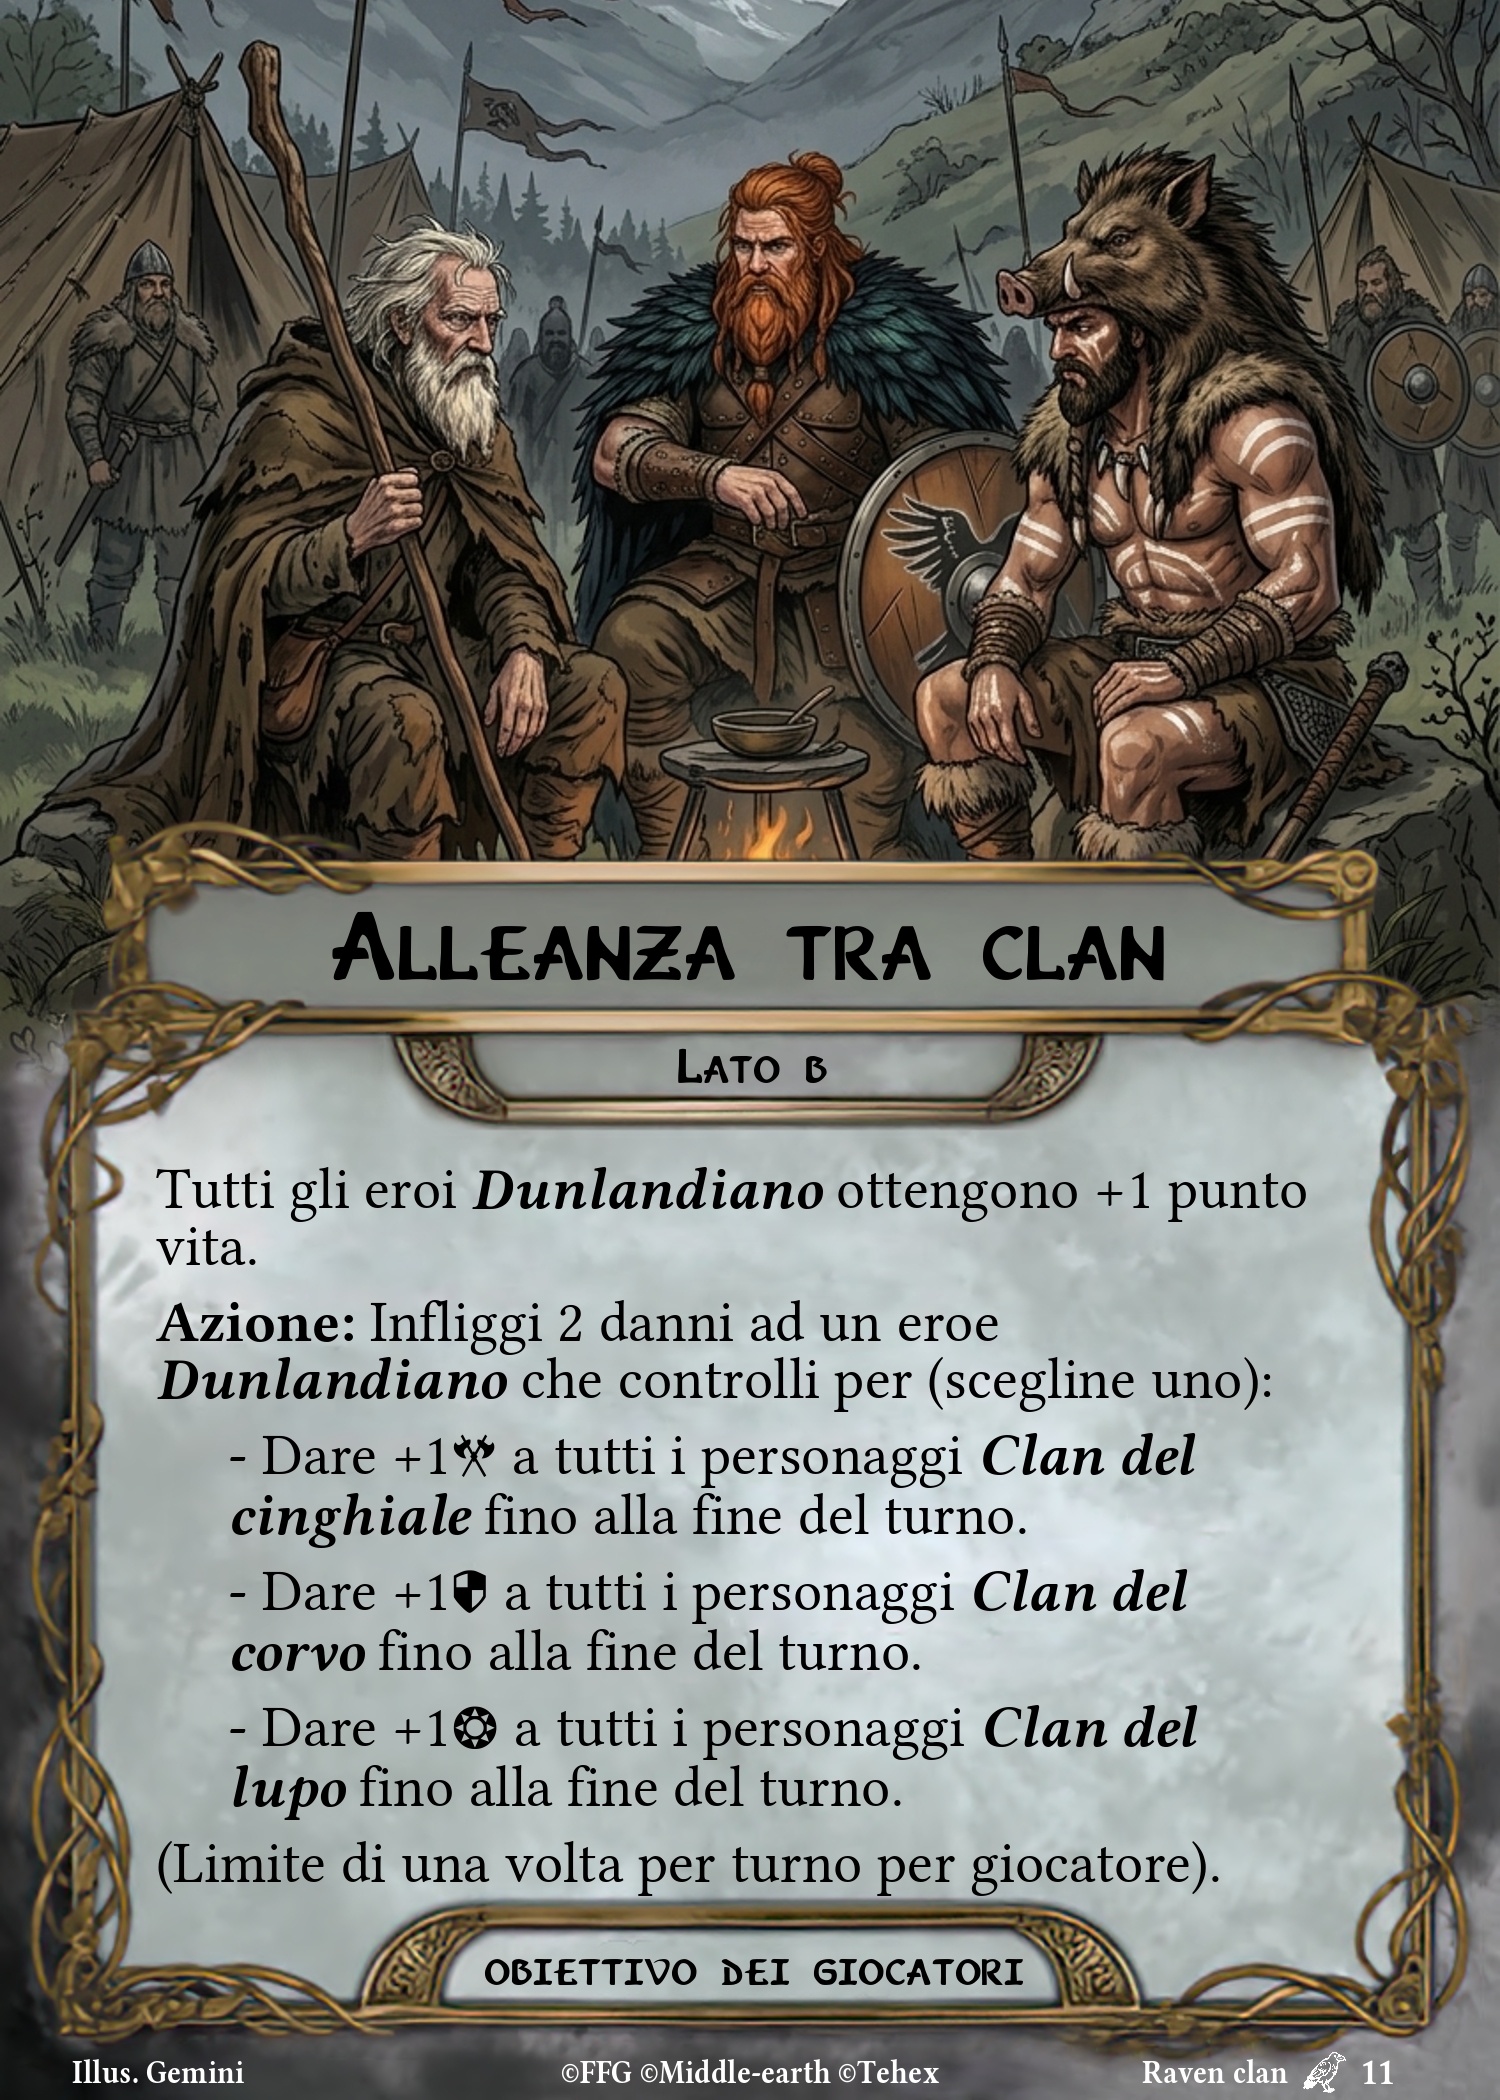 Alleanza tra clan
Lato B
Tutti gli eroi Dunlandiano ottengono +1 punto
vita.
Azione: Infliggi 2 danni ad un eroe
Dunlandiano che controlli per (scegline uno):
- Dare +1 a tutti i personaggi Clan del
cinghiale fino alla fine del turno.
- Dare +1 a tutti i personaggi Clan del
corvo fino alla fine del turno.
- Dare +1 a tutti i personaggi Clan del
lupo fino alla fine del turno.
(Limite di una volta per turno per giocatore).
OBIETTIVO DEI GIOCATORI
Illus. Gemini ©FFG ©Middle-earth ©Tehex Raven clan 11